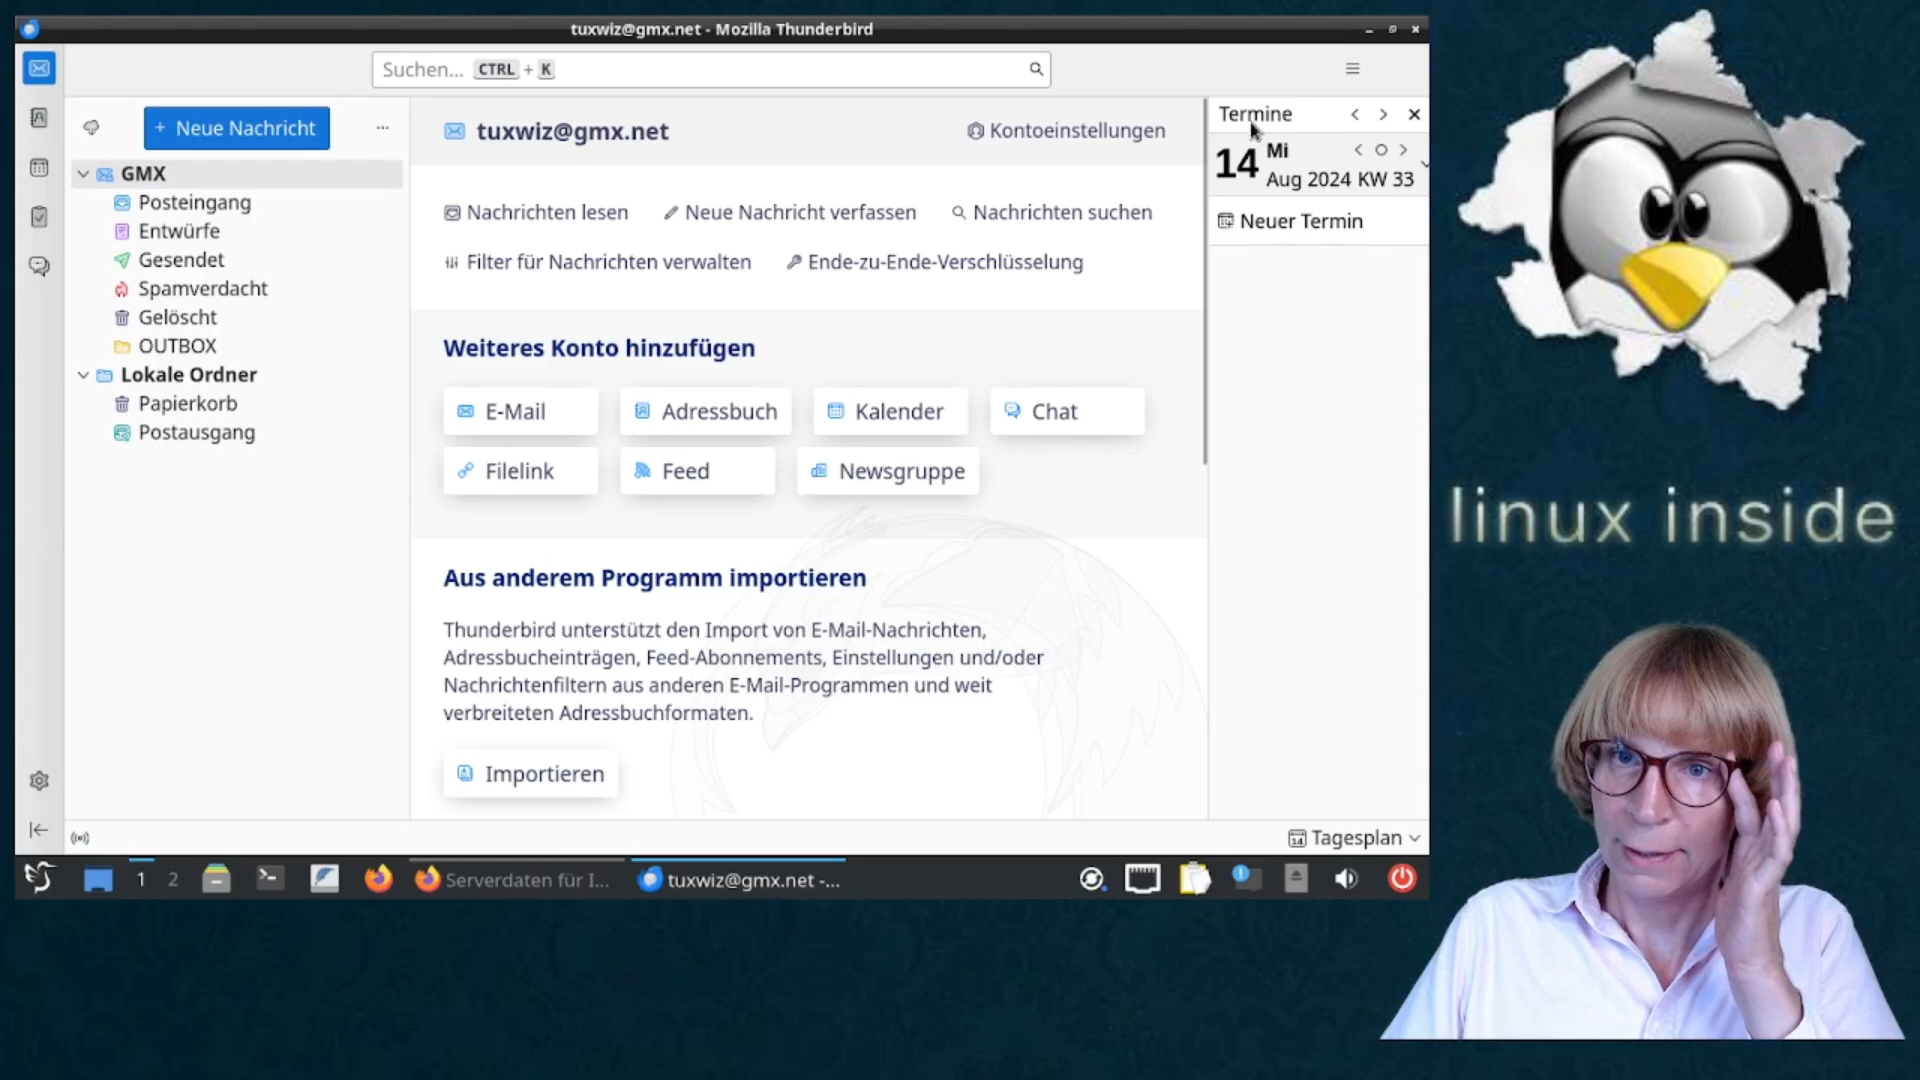 tuxwiz@gmx.net - Mozilla Thunderbird
Suchen... CTRL + K
+ Neue Nachricht
GMX
Posteingang
Entwürfe
Gesendet
Spamverdacht
Gelöscht
OUTBOX
Lokale Ordner
Papierkorb
Postausgang
tuxwiz@gmx.net
Kontoeinstellungen
Nachrichten lesen
Neue Nachricht verfassen
Nachrichten suchen
Filter für Nachrichten verwalten
Ende-zu-Ende-Verschlüsselung
Weiteres Konto hinzufügen
E-Mail
Adressbuch
Kalender
Chat
Filelink
Feed
Newsgruppe
Aus anderem Programm importieren
Thunderbird unterstützt den Import von E-Mail-Nachrichten,
Adressbucheinträgen, Feed-Abonnements, Einstellungen und/oder
Nachrichtenfiltern aus anderen E-Mail-Programmen und weit
verbreiteten Adressbuchformaten.
Importieren
Termine
14
Mi
Aug 2024 KW 33
Neuer Termin
14 Tagesplan
1 2
Serverdaten für I...
tuxwiz@gmx.net -...
linux inside